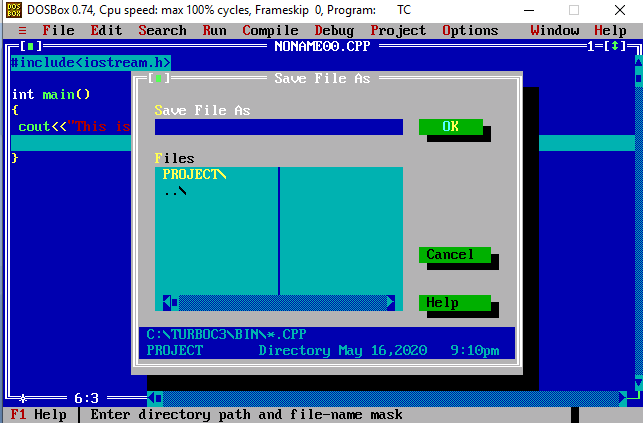 DOSBox 0.74, Cpu speed: max 100% cycles, Frameskip 0, Program: TC
≡ File Edit Search Run Compile Debug Project Options Window Help
[■] NONAME00.CPP 1=[↕]
#include<iostream.h>
[■] Save File As
int main()
Save File As
{
cout<<"This is
OK
}
Files
PROJECT\
..\
Cancel
Help
C:\TURBOC3\BIN\*.CPP
PROJECT Directory May 16,2020 9:10pm
* 6:3
F1 Help | Enter directory path and file-name mask